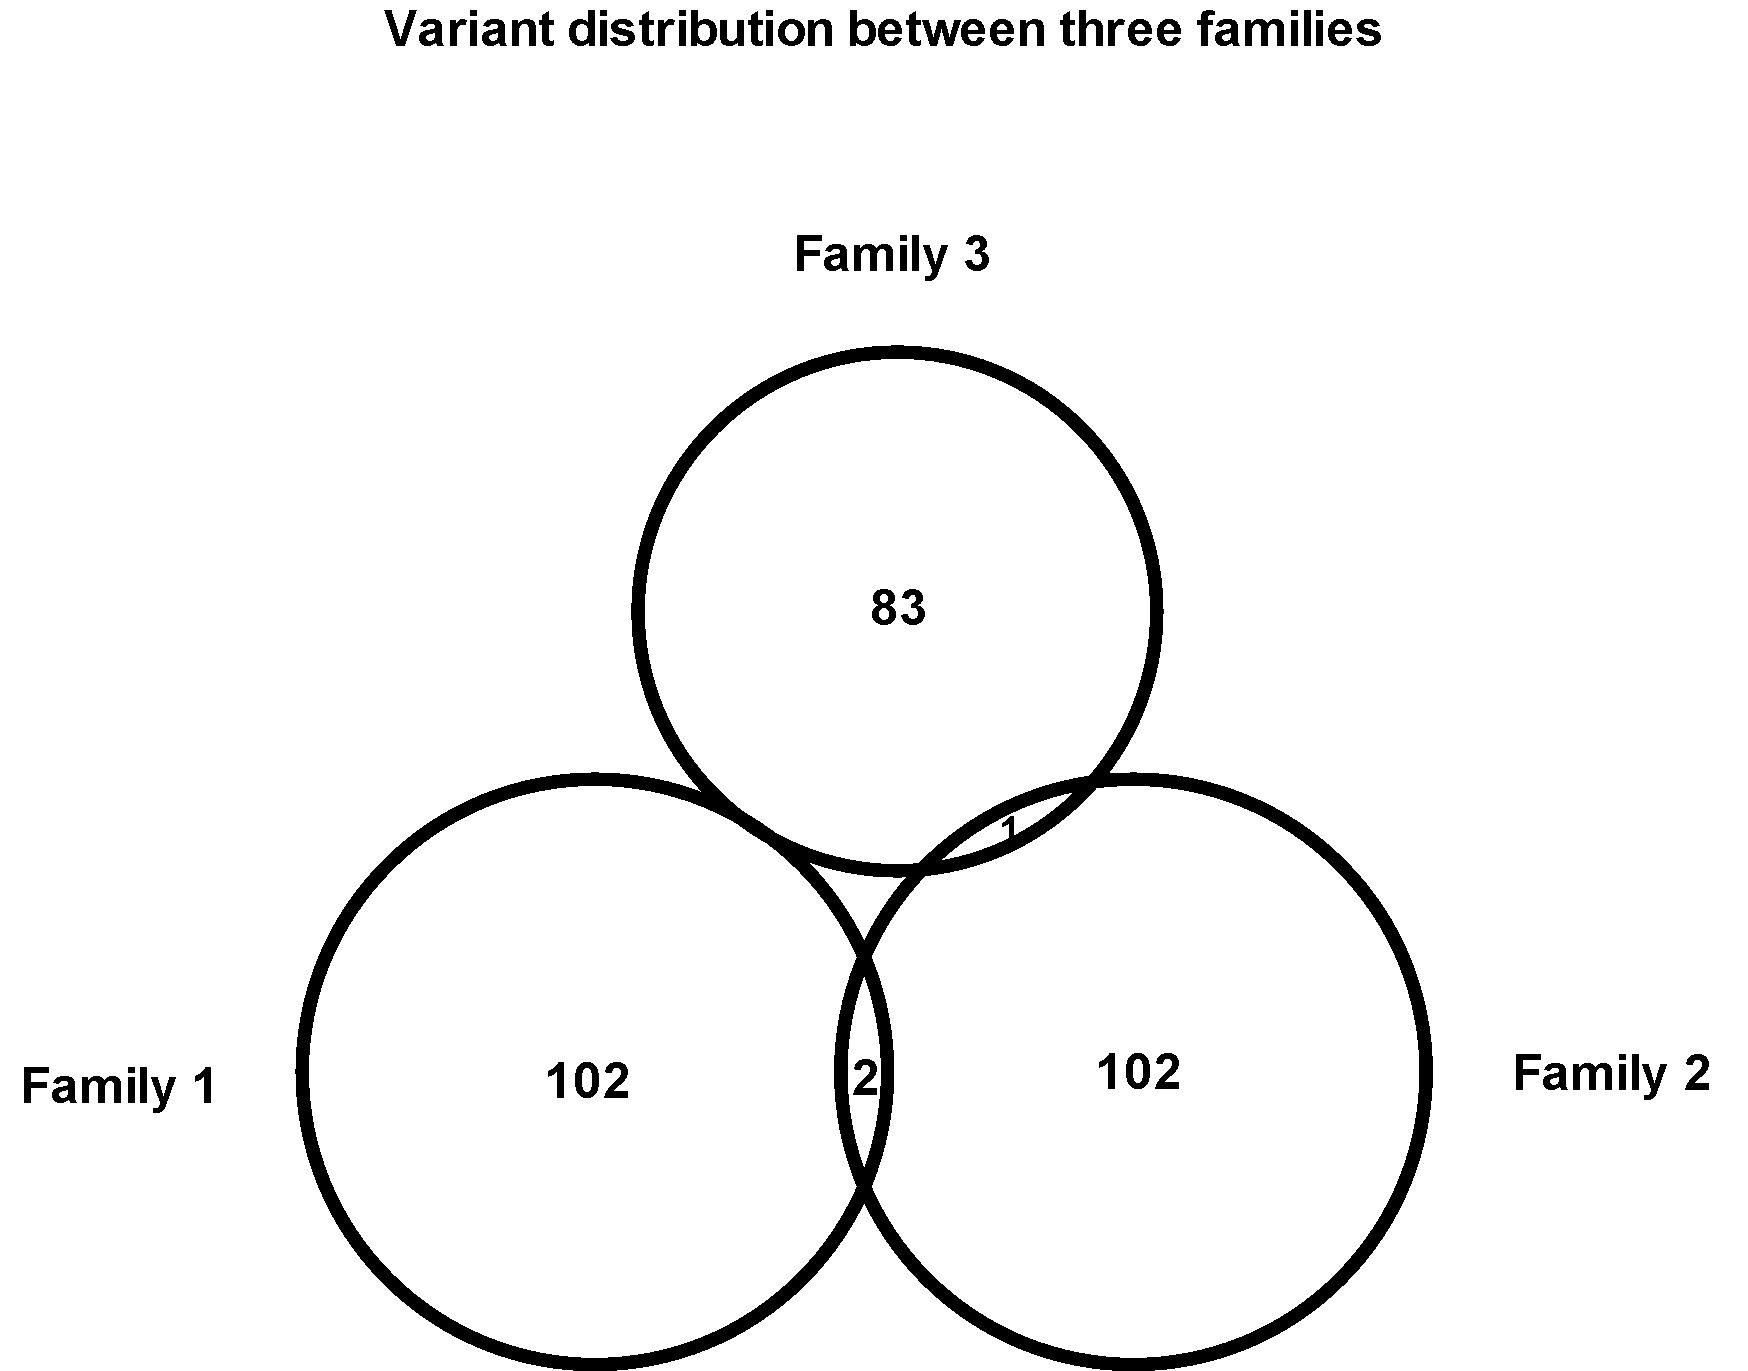 Variant distribution between three families
Family 3
83
1
Family 1
102
2
102
Family 2